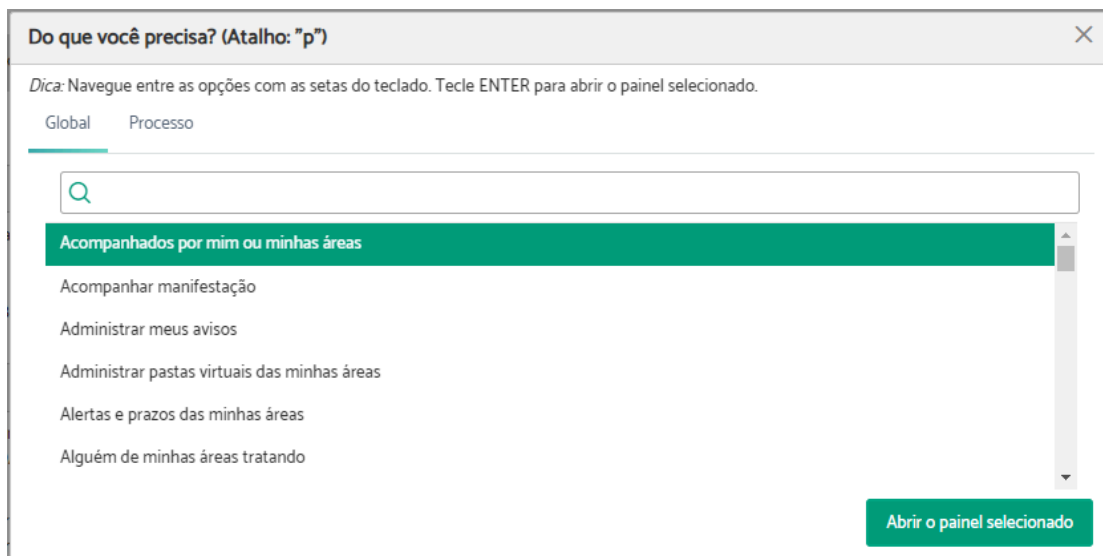 Do que você precisa? (Atalho: "p")
Dica: Navegue entre as opções com as setas do teclado. Tecle ENTER para abrir o painel selecionado.
Global Processo
Acompanhados por mim ou minhas áreas
Acompanhar manifestação
Administrar meus avisos
Administrar pastas virtuais das minhas áreas
Alertas e prazos das minhas áreas
Alguém de minhas áreas tratando
Abrir o painel selecionado